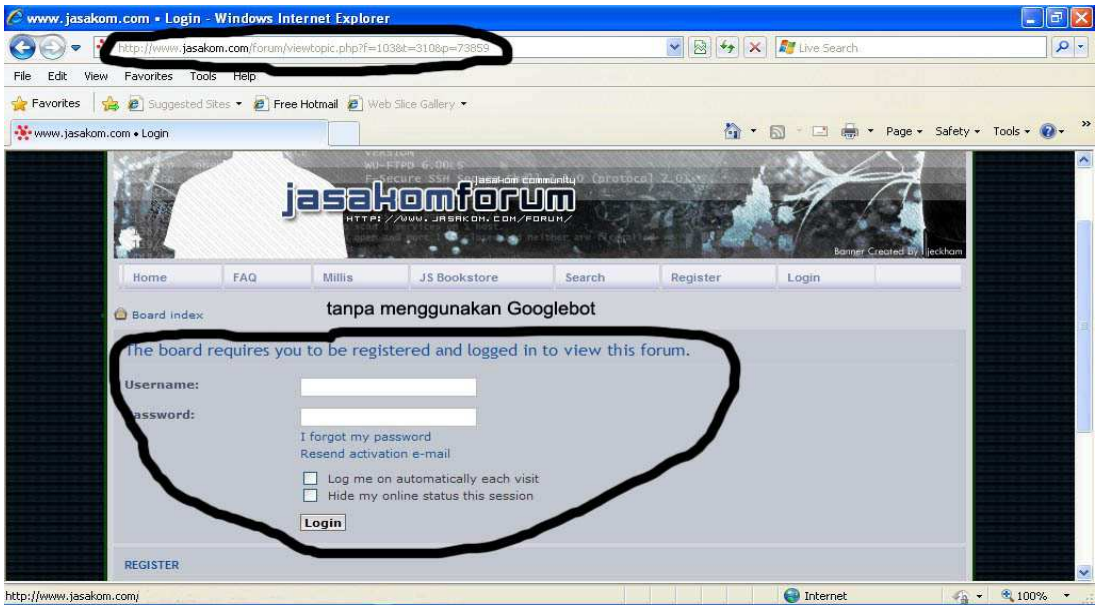 www.jasakom.com • Login - Windows Internet Explorer
http://www.jasakom.com/forum/viewtopic.php?f=103&t=310&p=73859
Live Search
File Edit View Favorites Tools Help
Favorites Suggested Sites Free Hotmail Web Slice Gallery
www.jasakom.com • Login
Page Safety Tools
jasakom community
jasakomforum
HTTP://WWW.JASAKOM.COM/FORUM/
Banner Created by jeckham
Home FAQ Millis JS Bookstore Search Register Login
tanpa menggunakan Googlebot
Board index
The board requires you to be registered and logged in to view this forum.
Username:
Password:
I forgot my password
Resend activation e-mail
Log me on automatically each visit
Hide my online status this session
Login
REGISTER
http://www.jasakom.com/
Internet
100%